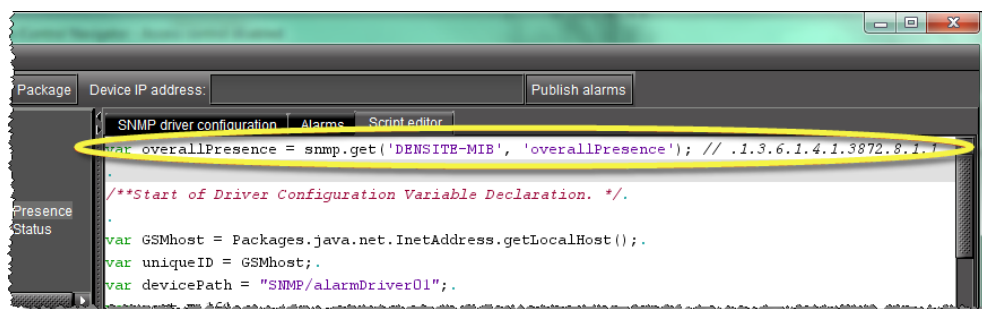 Package Device IP address: Publish alarms
SNMP driver configuration Alarms Script editor
var overallPresence = snmp.get('DENSITE-MIB', 'overallPresence'); // .1.3.6.1.4.1.3872.8.1.1
.
/**Start of Driver Configuration Variable Declaration. */.
Presence
.
Status
var GSMhost = Packages.java.net.InetAddress.getLocalHost();.
var uniqueID = GSMhost;.
var devicePath = "SNMP/alarmDriver01";.